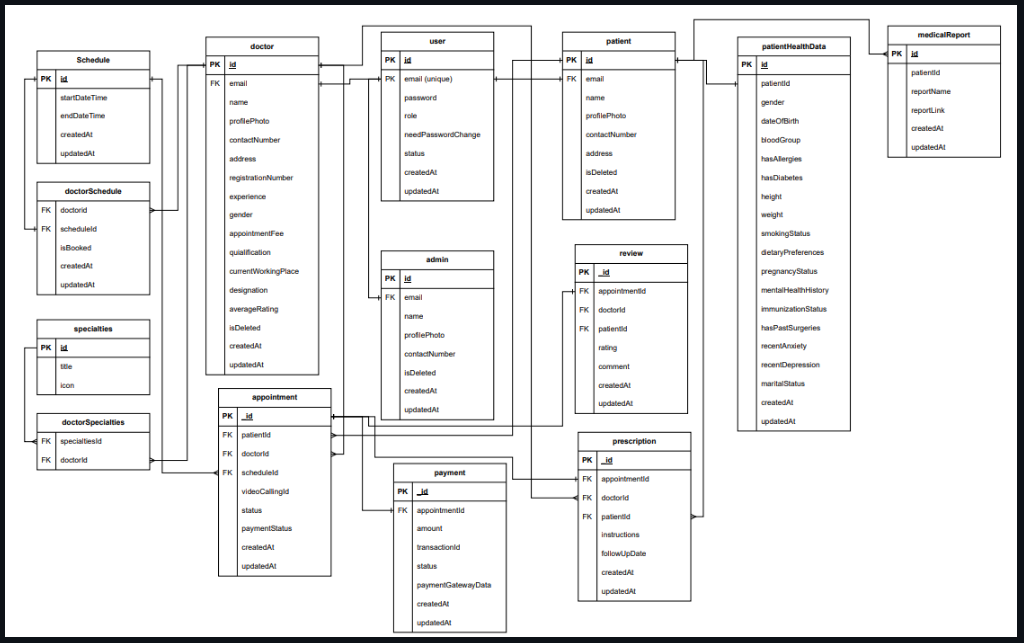 Schedule
PK id
startDateTime
endDateTime
createdAt
updatedAt
doctorSchedule
FK doctorid
FK scheduleId
isBooked
createdAt
updatedAt
specialties
PK id
title
icon
doctorSpecialties
FK specialtiesId
FK doctorId
doctor
PK id
FK email
name
profilePhoto
contactNumber
address
registrationNumber
experience
gender
appointmentFee
quialification
currentWorkingPlace
designation
averageRating
isDeleted
createdAt
updatedAt
appointment
PK _id
FK patientId
FK doctorId
FK scheduleId
videoCallingId
status
paymentStatus
createdAt
updatedAt
user
PK id
PK email (unique)
password
role
needPasswordChange
status
createdAt
updatedAt
admin
PK id
FK email
name
profilePhoto
contactNumber
isDeleted
createdAt
updatedAt
payment
PK _id
FK appointmentId
amount
transactionId
status
paymentGatewayData
createdAt
updatedAt
patient
PK id
FK email
name
profilePhoto
contactNumber
address
isDeleted
createdAt
updatedAt
review
PK _id
FK appointmentId
FK doctorId
FK patientId
rating
comment
createdAt
updatedAt
prescription
PK _id
FK appointmentId
FK doctorId
FK patientId
instructions
followUpDate
createdAt
updatedAt
patientHealthData
PK id
patientId
gender
dateOfBirth
bloodGroup
hasAllergies
hasDiabetes
height
weight
smokingStatus
dietaryPreferences
pregnancyStatus
mentalHealthHistory
immunizationStatus
hasPastSurgeries
recentAnxiety
recentDepression
maritalStatus
createdAt
updatedAt
medicalReport
PK id
patientId
reportName
reportLink
createdAt
updatedAt